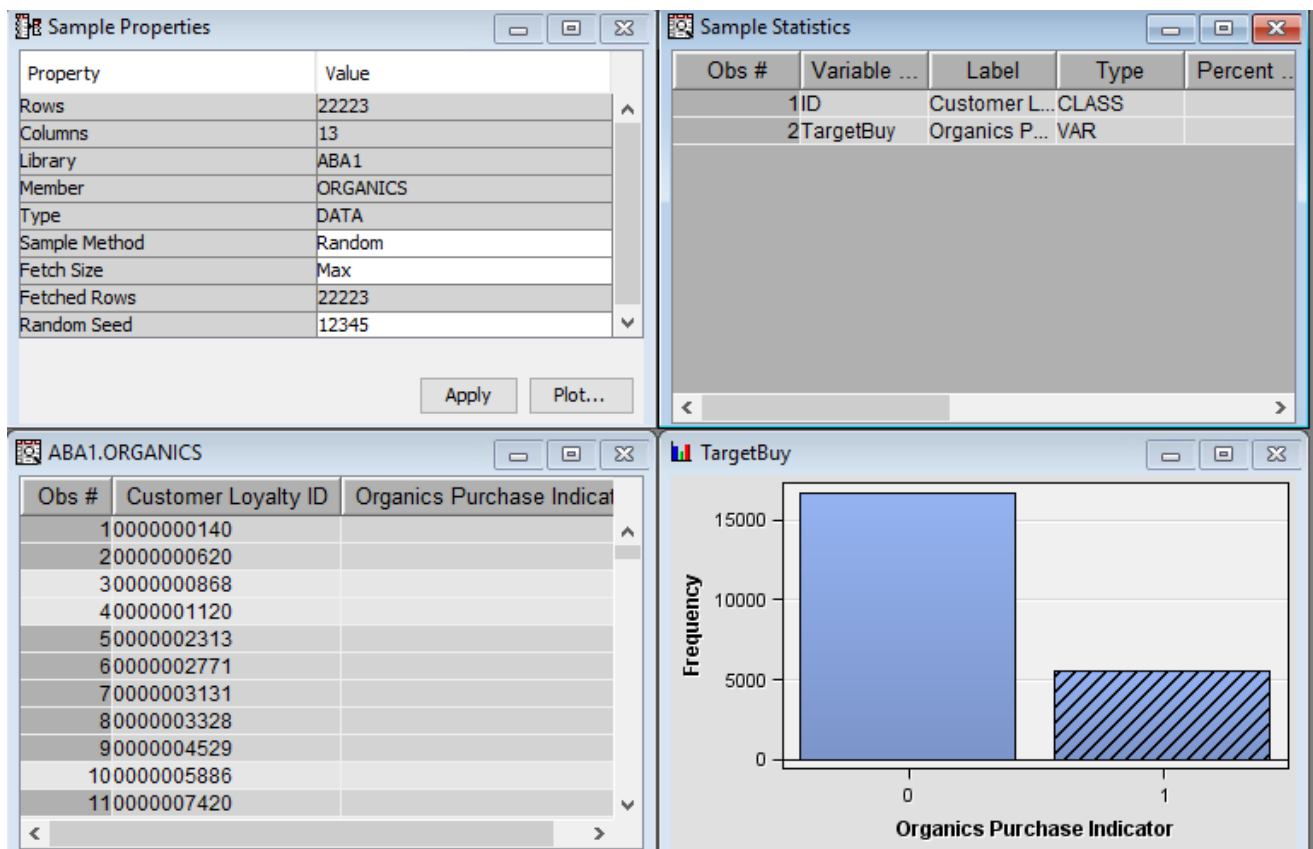 Sample Properties
Property Value
Rows 22223
Columns 13
Library ABA1
Member ORGANICS
Type DATA
Sample Method Random
Fetch Size Max
Fetched Rows 22223
Random Seed 12345
Apply Plot...
Sample Statistics
Obs # Variable ... Label Type Percent ..
1 ID Customer L... CLASS
2 TargetBuy Organics P... VAR
ABA1.ORGANICS
Obs # Customer Loyalty ID Organics Purchase Indicat
1 0000000140
2 0000000620
3 0000000868
4 0000001120
5 0000002313
6 0000002771
7 0000003131
8 0000003328
9 0000004529
10 0000005886
11 0000007420
TargetBuy
Frequency
15000
10000
5000
0
0 1
Organics Purchase Indicator